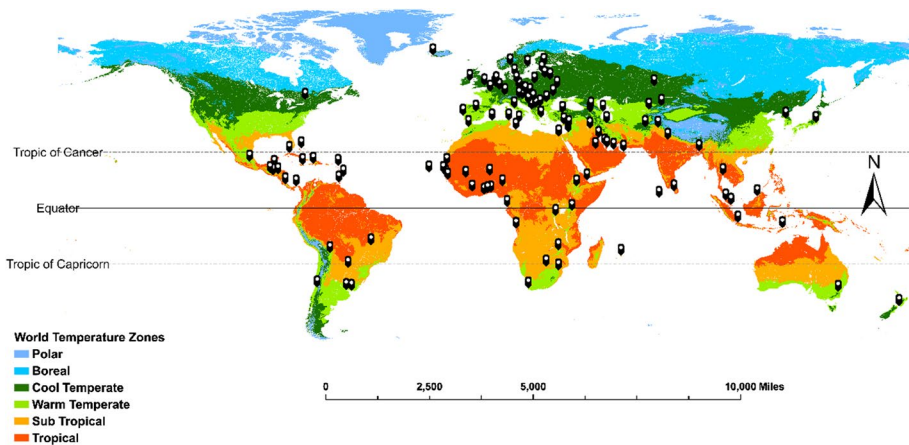 N
Tropic of Cancer
Equator
Tropic of Capricorn
World Temperature Zones
Polar
Boreal
Cool Temperate
Warm Temperate
Sub Tropical
Tropical
0 2,500 5,000 10,000 Miles